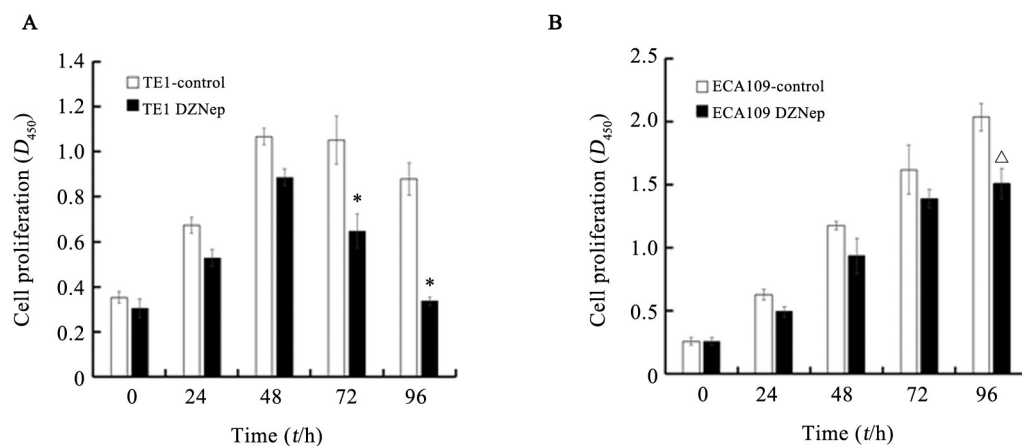 A
Cell proliferation (D450)
1.4
1.2
1.0
0.8
0.6
0.4
0.2
0
TE1-control
TE1 DZNep
*
*
0 24 48 72 96
Time (t/h)
B
Cell proliferation (D450)
2.5
2.0
1.5
1.0
0.5
0
ECA109-control
ECA109 DZNep
△
0 24 48 72 96
Time (t/h)